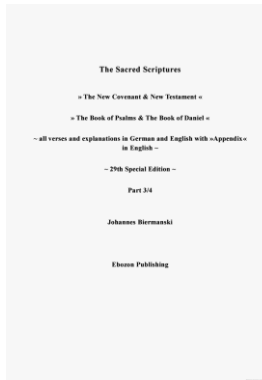 The Sacred Scriptures
» The New Covenant & New Testament «
» The Book of Psalms & The Book of Daniel «
~ all verses and explanations in German and English with »Appendix«
in English ~
~ 29th Special Edition ~
Part 3/4
Johannes Biermanski
Ebozon Publishing